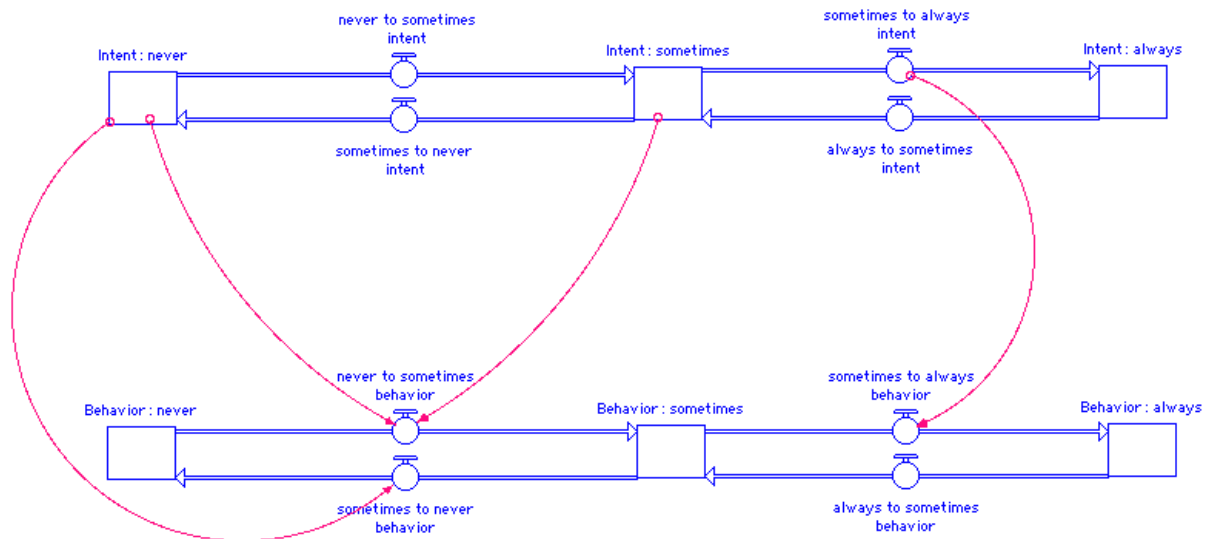 never to sometimes
intent
sometimes to always
intent
Intent : never
Intent : sometimes
Intent : always
sometimes to never
intent
always to sometimes
intent
never to sometimes
behavior
sometimes to always
behavior
Behavior : never
Behavior : sometimes
Behavior : always
sometimes to never
behavior
always to sometimes
behavior